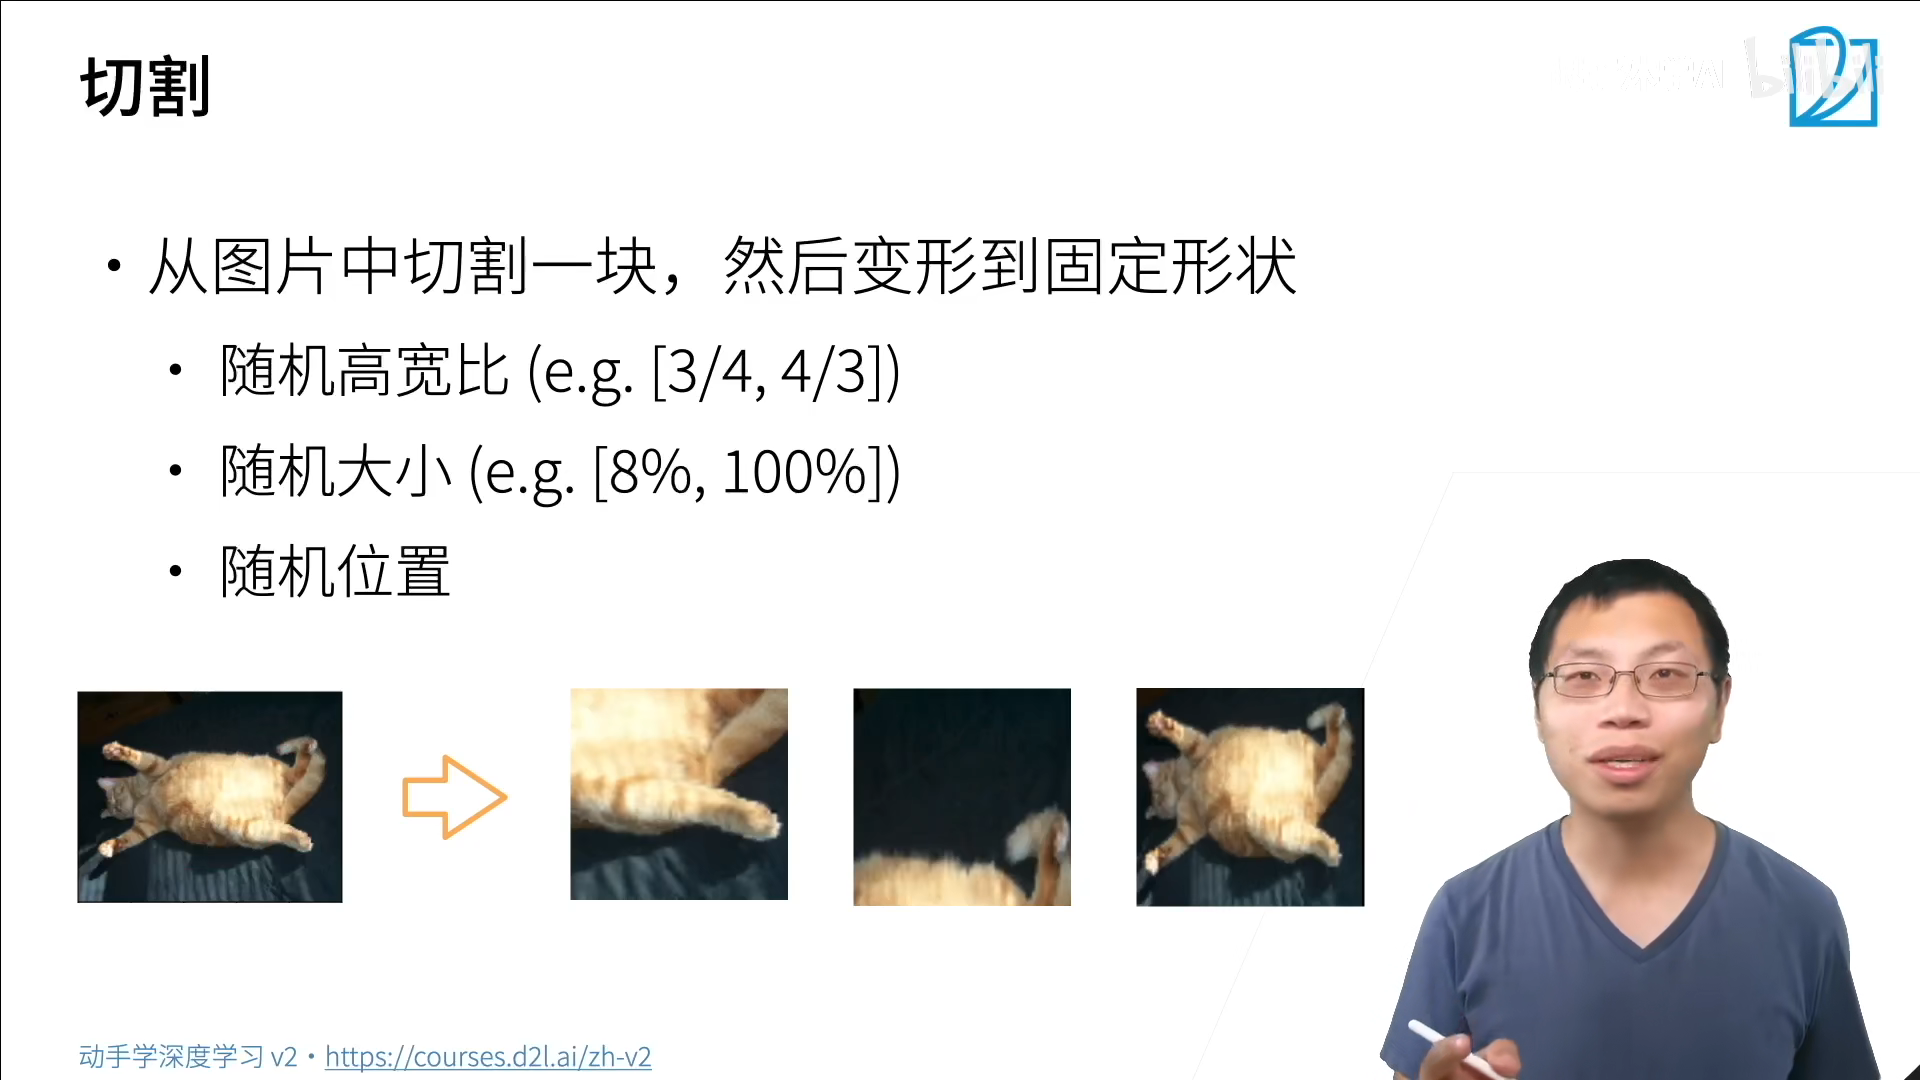 切割
bilibili
• 从图片中切割一块，然后变形到固定形状
• 随机高宽比 (e.g. [3/4, 4/3])
• 随机大小 (e.g. [8%, 100%])
• 随机位置
动手学深度学习 v2 • https://courses.d2l.ai/zh-v2